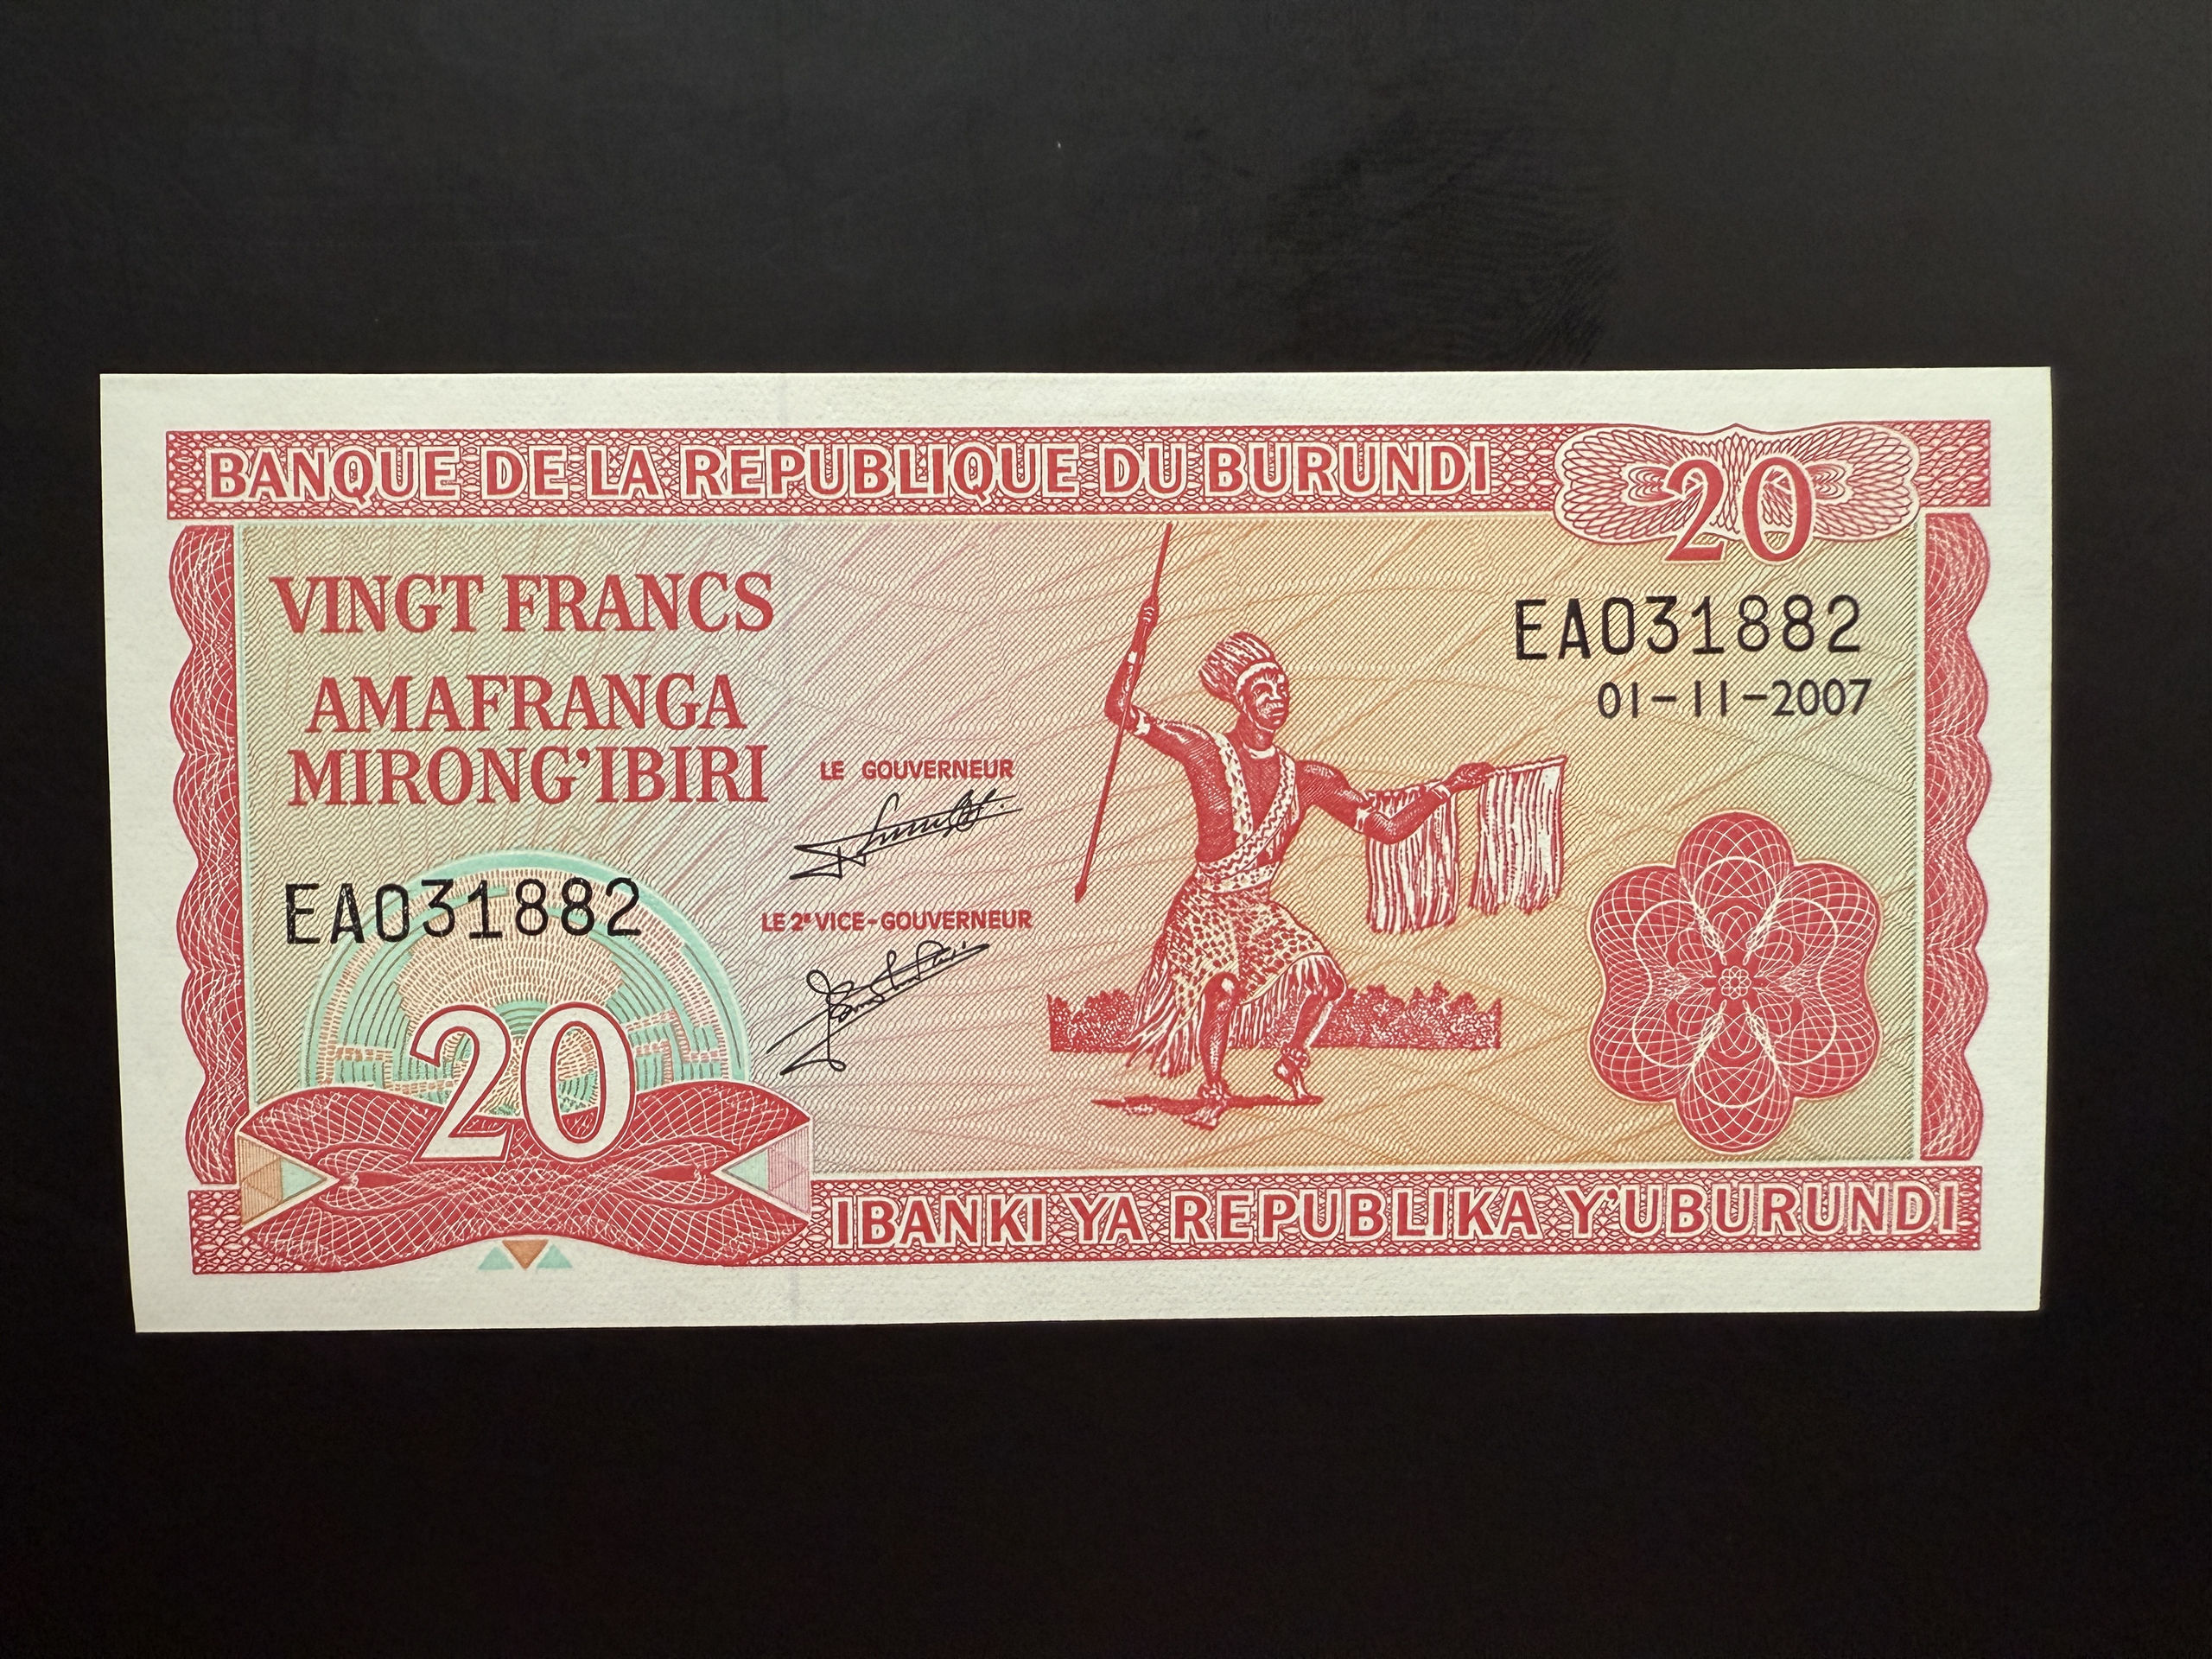 BANQUE DE LA REPUBLIQUE DU BURUNDI
20
VINGT FRANCS
AMAFRANGA
MIRONG'IBIRI
EA031882
01-11-2007
LE GOUVERNEUR
EA031882
LE 2e VICE-GOUVERNEUR
20
IBANKI YA REPUBLIKA Y'UBURUNDI